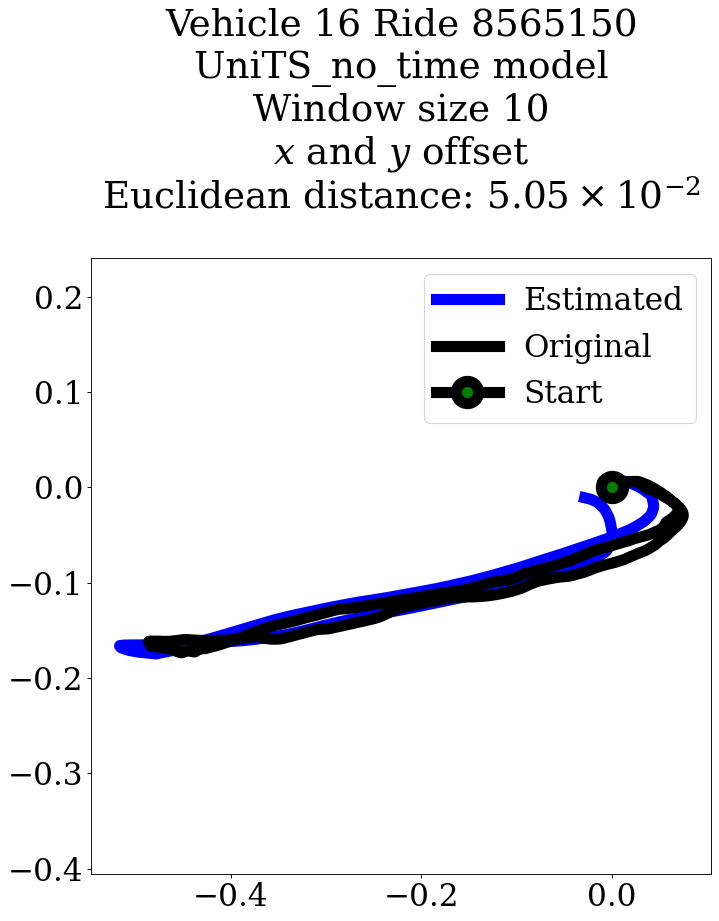 Vehicle 16 Ride 8565150
UniTS_no_time model
Window size 10
x and y offset
Euclidean distance: 5.05 × 10⁻²
Estimated
Original
Start
0.2
0.1
0.0
−0.1
−0.2
−0.3
−0.4
−0.4 −0.2 0.0